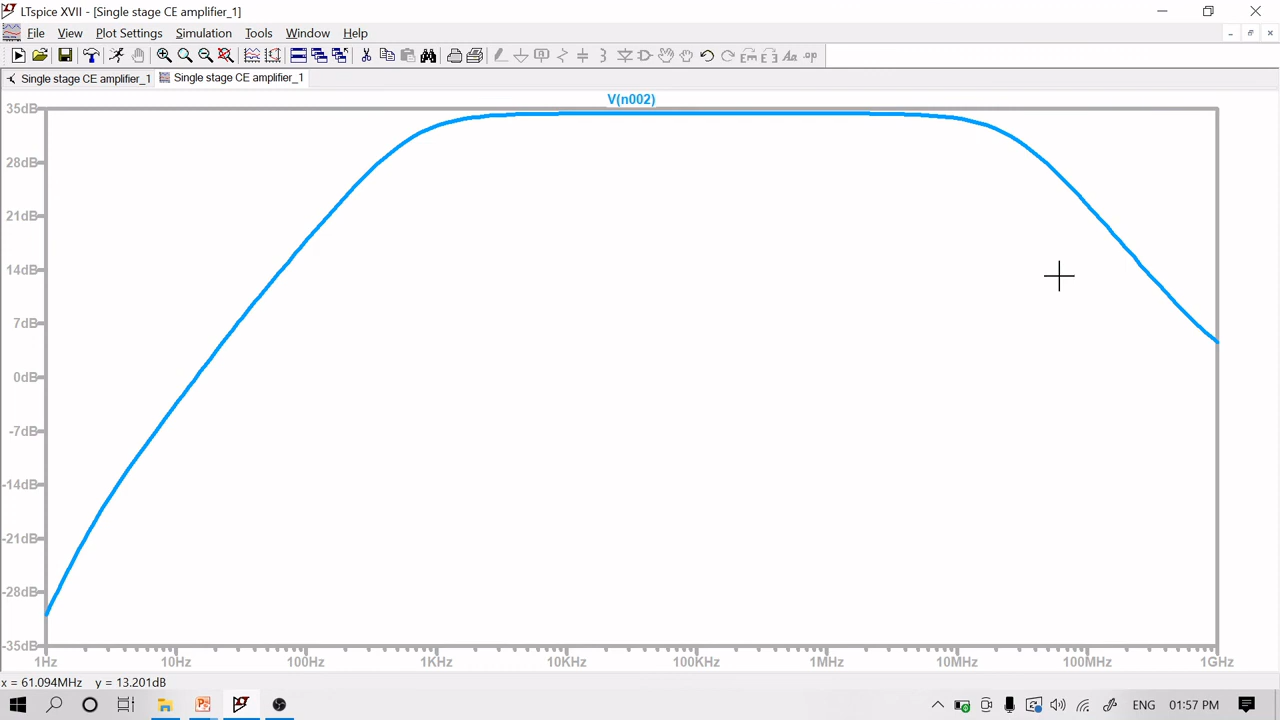 LTspice XVII - [Single stage CE amplifier_1]
File View Plot Settings Simulation Tools Window Help
Single stage CE amplifier_1 Single stage CE amplifier_1
V(n002)
35dB
28dB
21dB
14dB
7dB
0dB
-7dB
-14dB
-21dB
-28dB
-35dB
1Hz 10Hz 100Hz 1KHz 10KHz 100KHz 1MHz 10MHz 100MHz 1GHz
x = 61.094MHz y = 13.201dB
ENG 01:57 PM